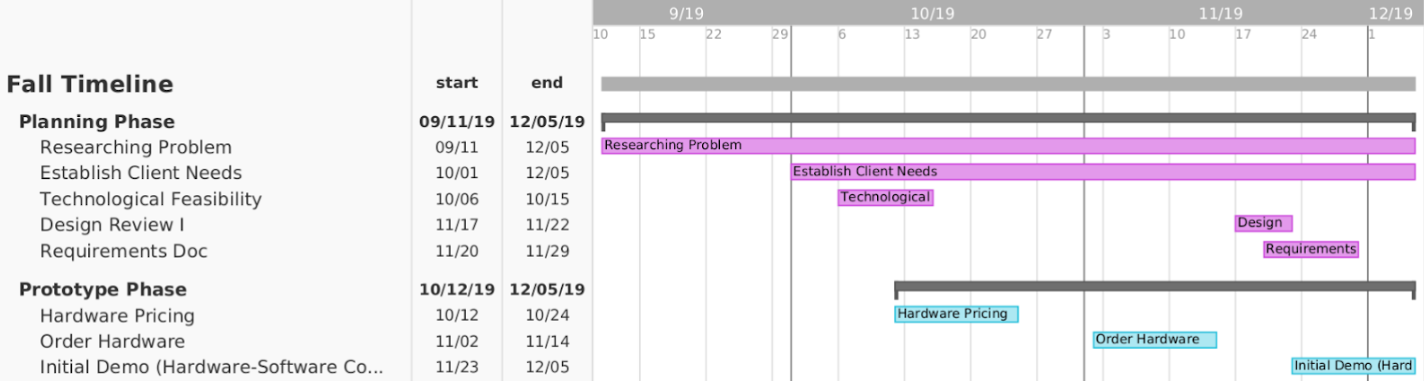 9/19 10/19 11/19 12/19
10 15 22 29 6 13 20 27 3 10 17 24 1
Fall Timeline start end
Planning Phase 09/11/19 12/05/19
Researching Problem 09/11 12/05 Researching Problem
Establish Client Needs 10/01 12/05 Establish Client Needs
Technological Feasibility 10/06 10/15 Technological
Design Review I 11/17 11/22 Design
Requirements Doc 11/20 11/29 Requirements
Prototype Phase 10/12/19 12/05/19
Hardware Pricing 10/12 10/24 Hardware Pricing
Order Hardware 11/02 11/14 Order Hardware
Initial Demo (Hardware-Software Co... 11/23 12/05 Initial Demo (Hard